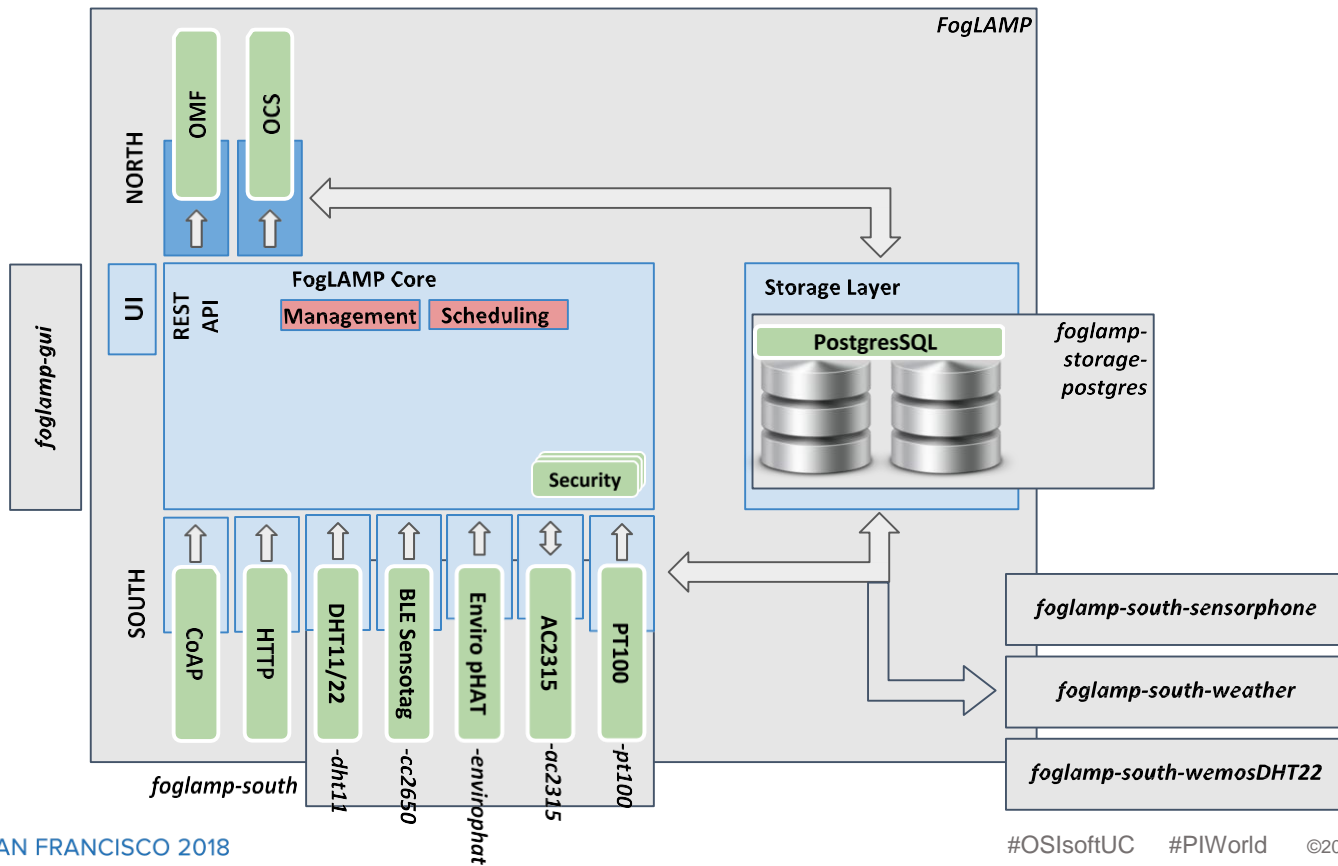 FogLAMP
NORTH
OMF
OCS
foglamp-gui
UI
REST
API
FogLAMP Core
Management
Scheduling
Security
Storage Layer
PostgresSQL
foglamp-
storage-
postgres
SOUTH
CoAP
HTTP
DHT11/22
BLE Sensotag
Enviro pHAT
AC2315
PT100
foglamp-south
-dht11
-cc2650
-envirophat
-ac2315
-pt100
foglamp-south-sensorphone
foglamp-south-weather
foglamp-south-wemosDHT22
AN FRANCISCO 2018
#OSIsoftUC #PIWorld ©20